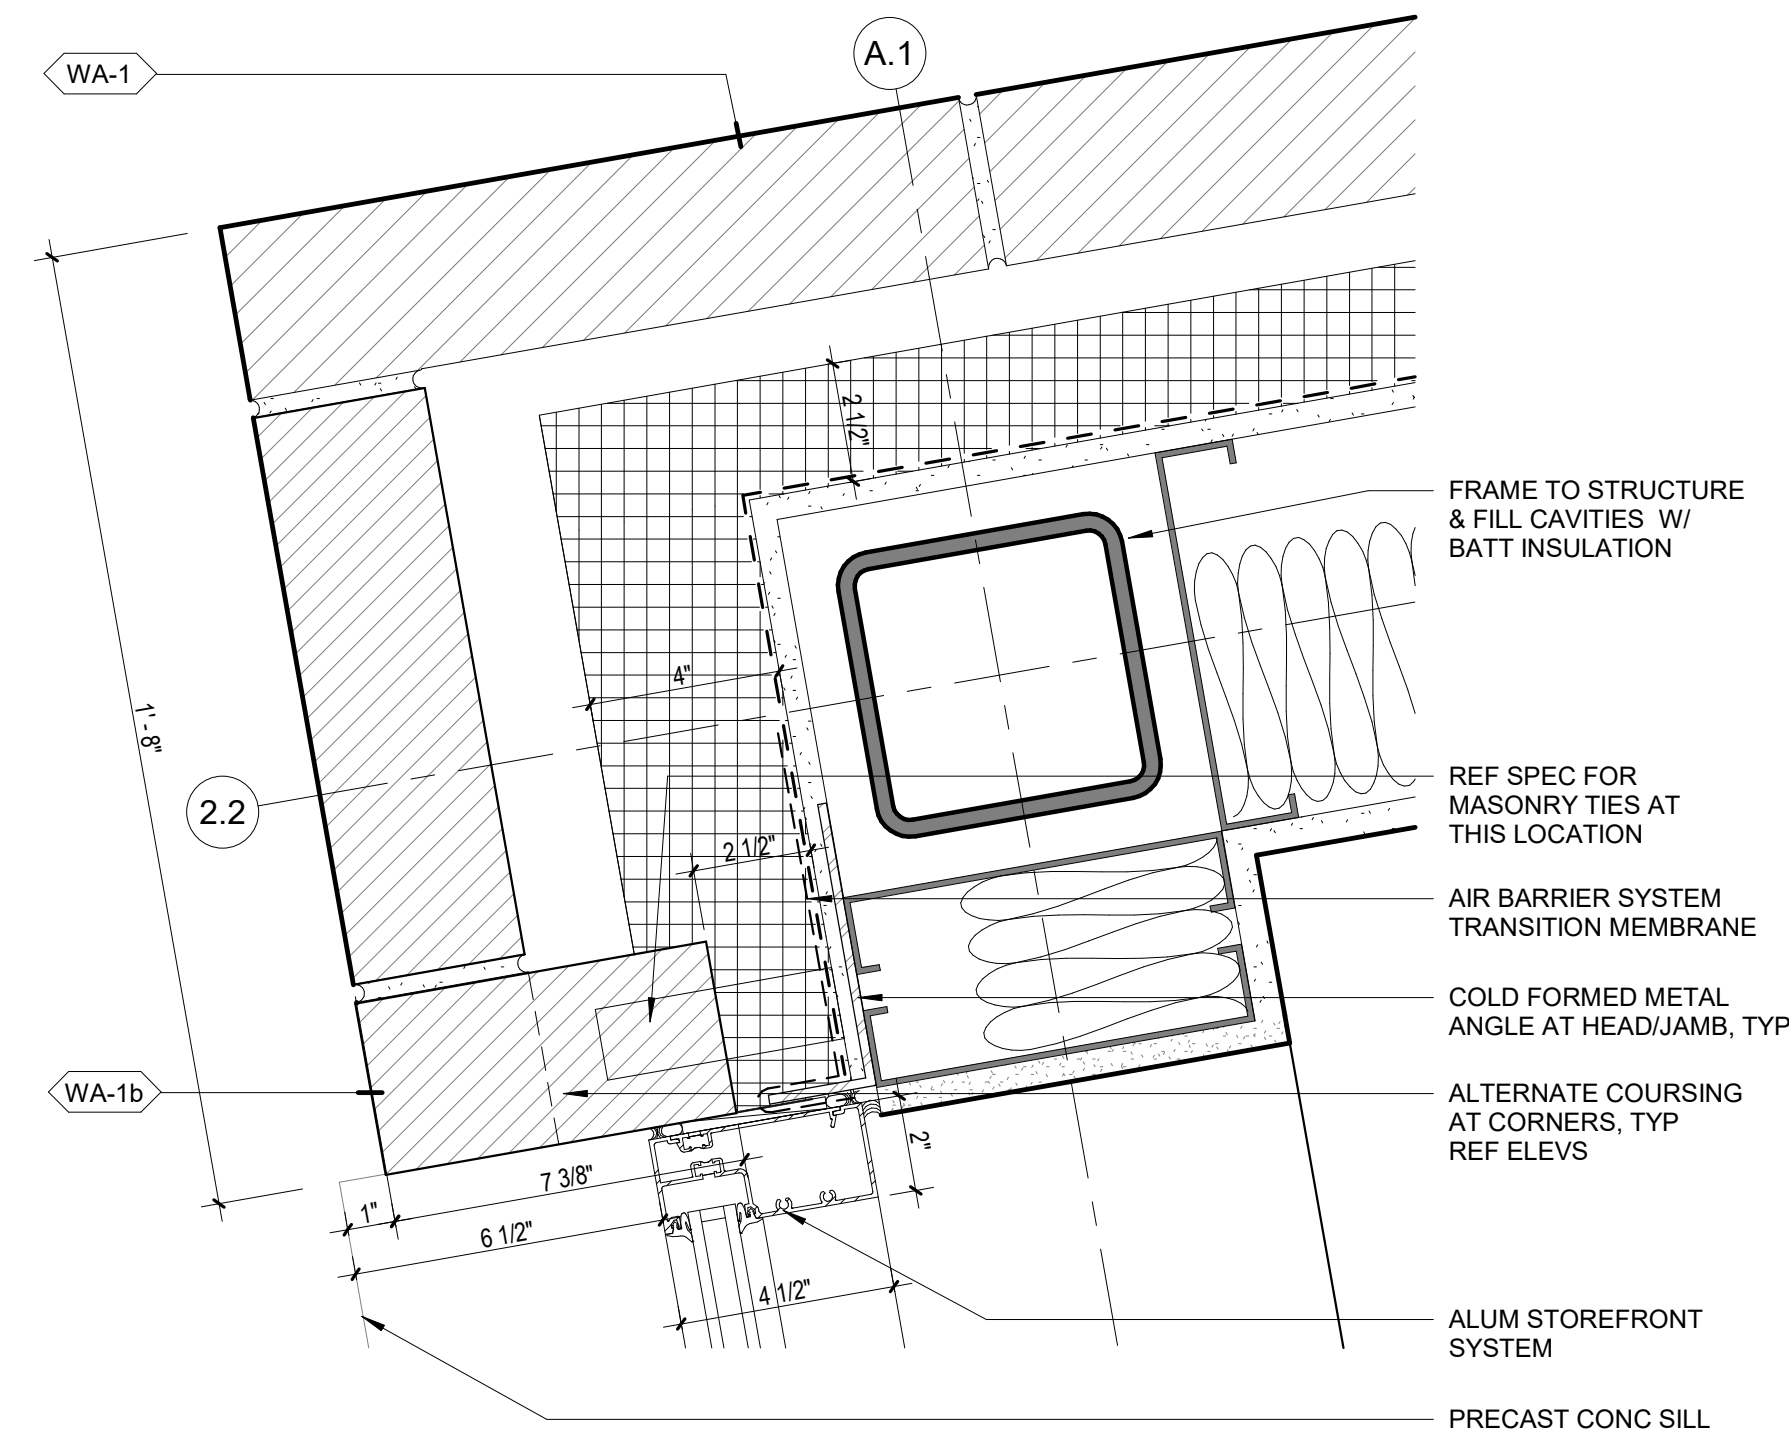 A.1
WA-1
2 1/2"
FRAME TO STRUCTURE
& FILL CAVITIES W/
BATT INSULATION
4"
1' - 8"
2.2
REF SPEC FOR
MASONRY TIES AT
THIS LOCATION
2 1/2"
AIR BARRIER SYSTEM
TRANSITION MEMBRANE
COLD FORMED METAL
ANGLE AT HEAD/JAMB, TYP
WA-1b
ALTERNATE COURSING
AT CORNERS, TYP
REF ELEVS
2"
7 3/8"
1"
6 1/2"
4 1/2"
ALUM STOREFRONT
SYSTEM
PRECAST CONC SILL